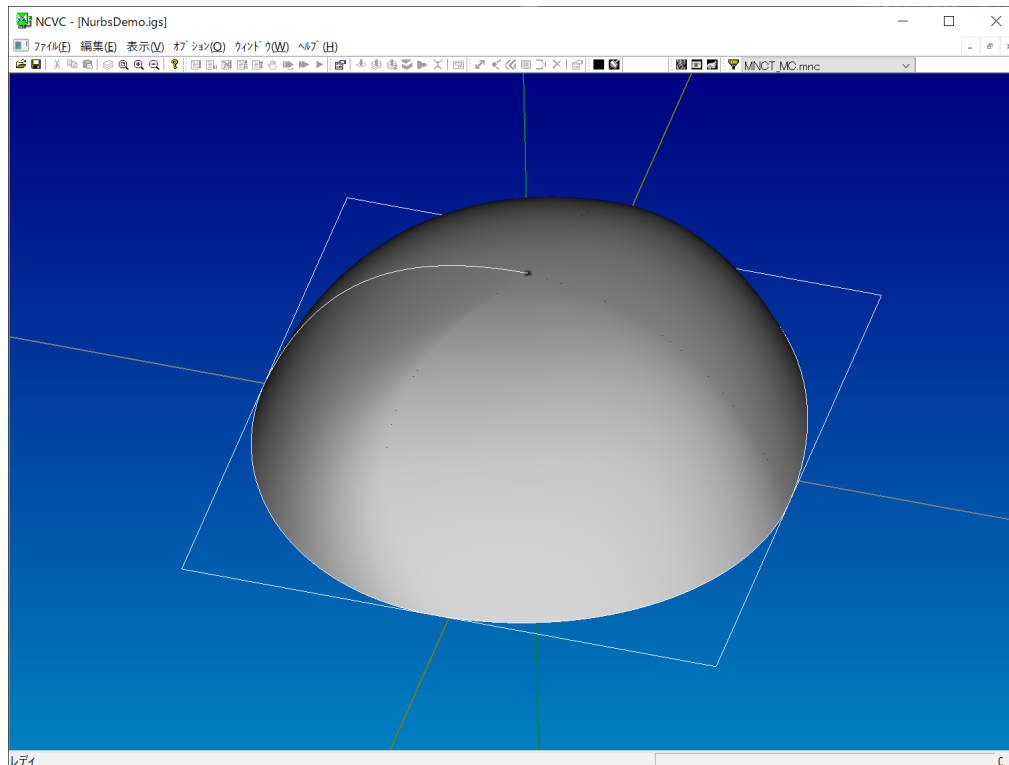 NCVC - [NurbsDemo.igs]
ﾌｧｲﾙ(F) 編集(E) 表示(V) ｵﾌﾟｼｮﾝ(O) ｳｨﾝﾄﾞｳ(W) ﾍﾙﾌﾟ(H)
MNCT_MC.mnc
レディ